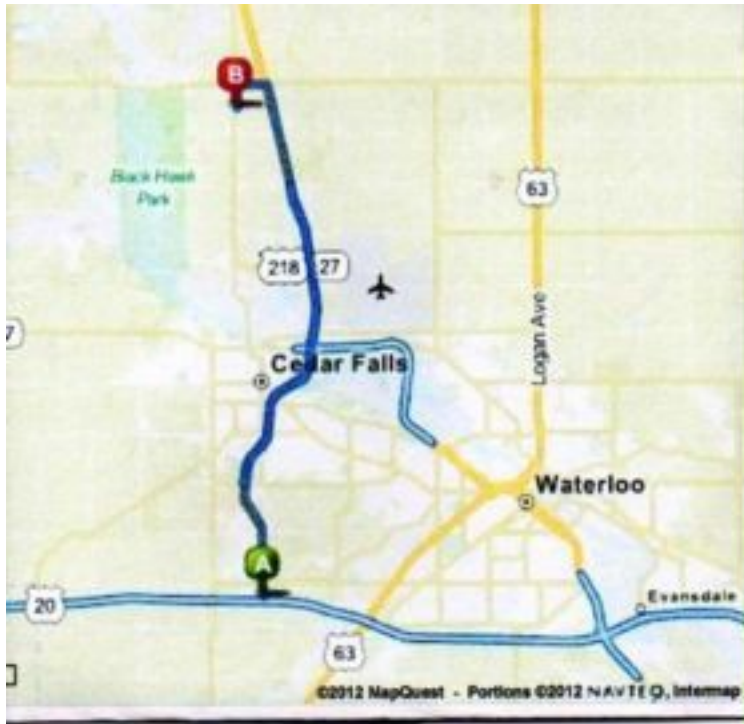 B
Black Hawk
Park
63
218
27
7
Logan Ave
Cedar Falls
Waterloo
A
20
Evansdale
63
©2012 MapQuest - Portions ©2012 NAVTEQ, Intermap